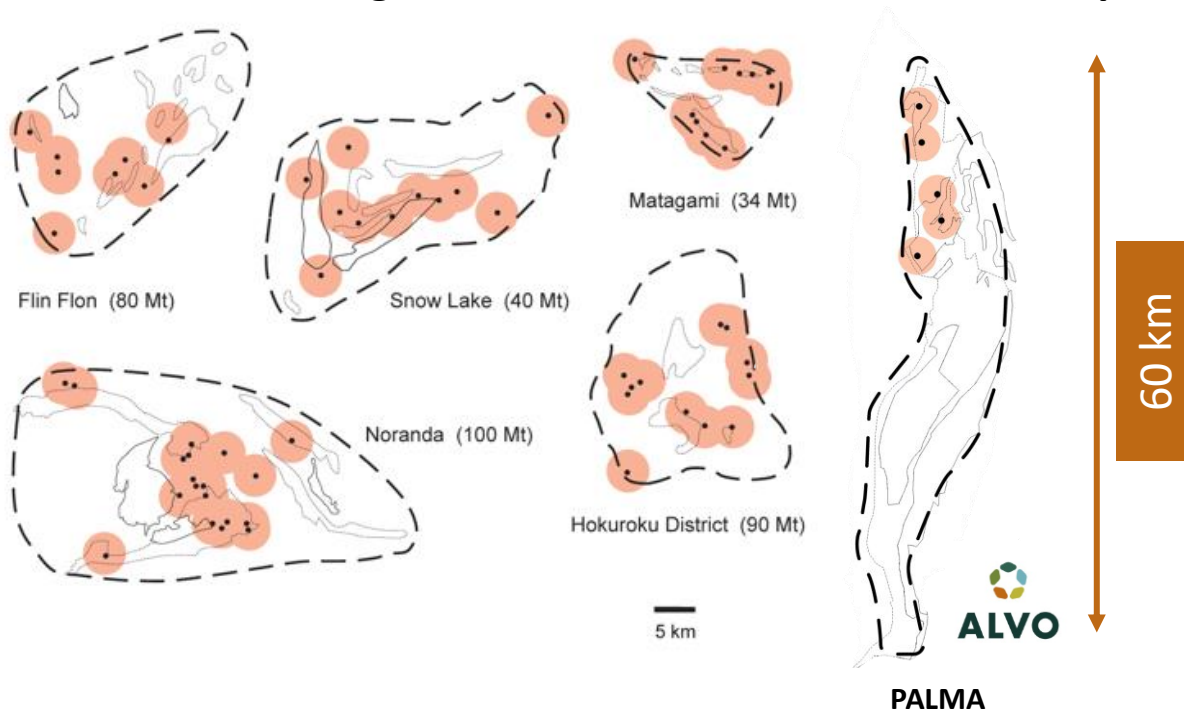 Flin Flon (80 Mt)
Snow Lake (40 Mt)
Matagami (34 Mt)
Noranda (100 Mt)
Hokuroku District (90 Mt)
5 km
60 km
ALVO
PALMA